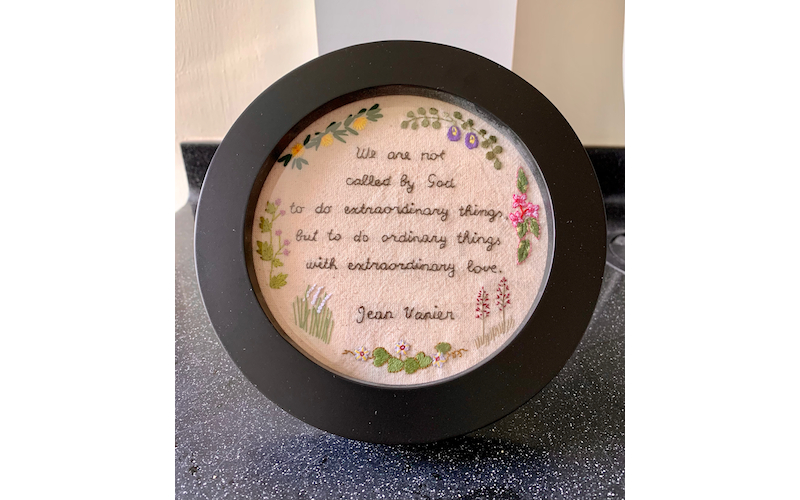 We are not
called by God
to do extraordinary things,
but to do ordinary things
with extraordinary love.
Jean Vanier